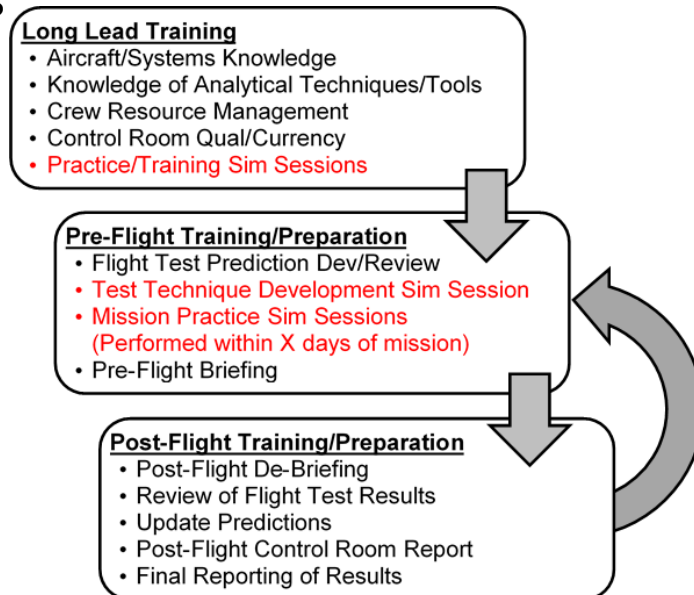 Long Lead Training
• Aircraft/Systems Knowledge
• Knowledge of Analytical Techniques/Tools
• Crew Resource Management
• Control Room Qual/Currency
• Practice/Training Sim Sessions
Pre-Flight Training/Preparation
• Flight Test Prediction Dev/Review
• Test Technique Development Sim Session
• Mission Practice Sim Sessions
(Performed within X days of mission)
• Pre-Flight Briefing
Post-Flight Training/Preparation
• Post-Flight De-Briefing
• Review of Flight Test Results
• Update Predictions
• Post-Flight Control Room Report
• Final Reporting of Results